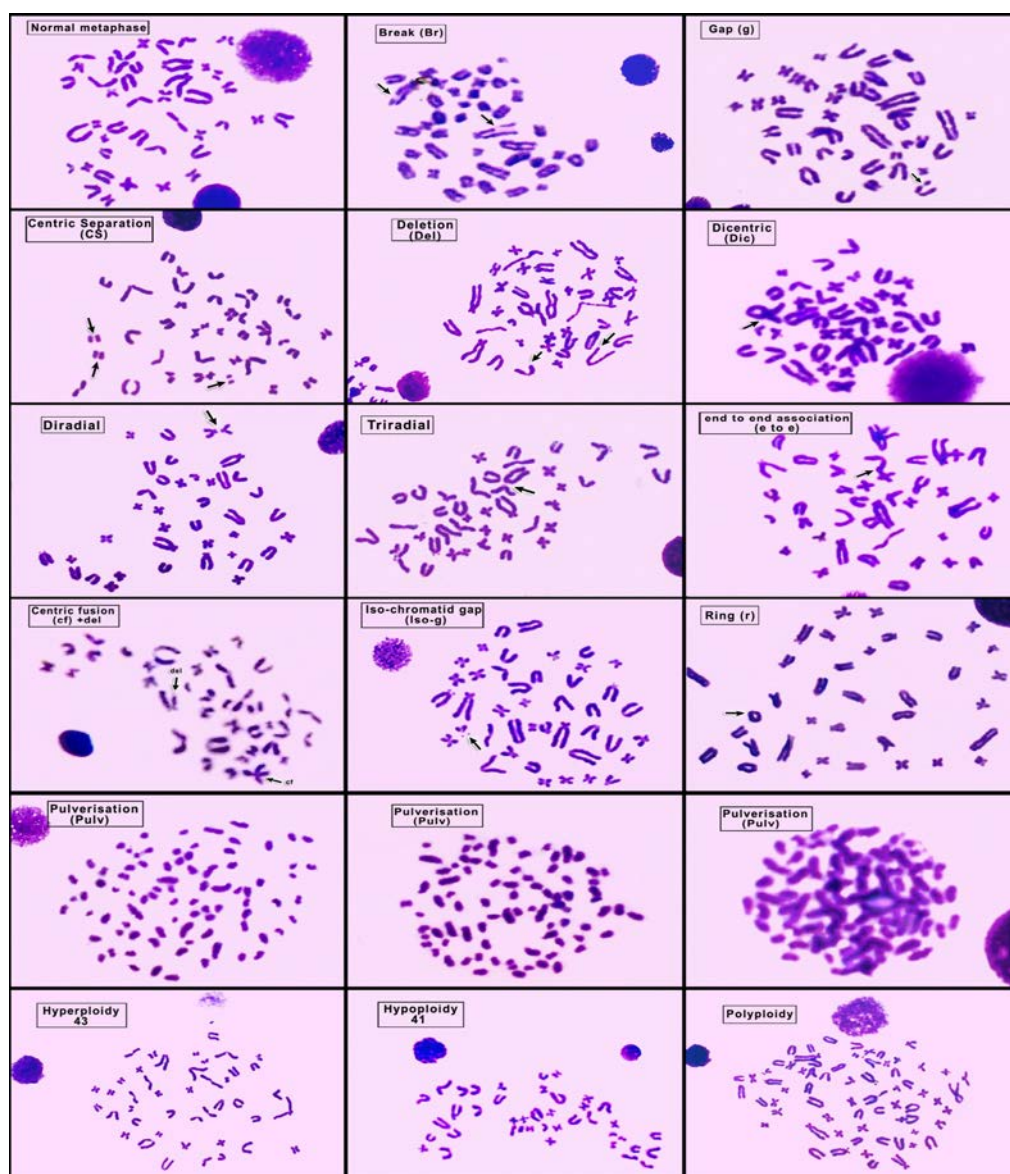 Normal metaphase
Break (Br)
Gap (g)
Centric Separation
(CS)
Deletion
(Del)
Dicentric
(Dic)
Diradial
Triradial
end to end association
(e to e)
Centric fusion
(cf) +del
del
cf
Iso-chromatid gap
(Iso-g)
Ring (r)
Pulverisation
(Pulv)
Pulverisation
(Pulv)
Pulverisation
(Pulv)
Hyperploidy
43
Hypoploidy
41
Polyploidy